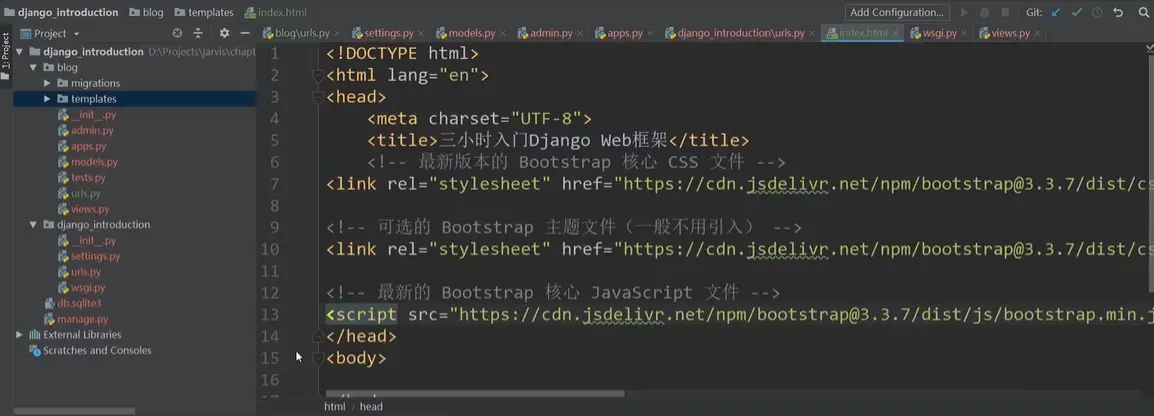 django_introduction blog templates index.html Add Configuration... Git:
Project blog\urls.py settings.py models.py admin.py apps.py django_introduction\urls.py index.html wsgi.py views.py
1: Project
django_introduction D:\Projects\jarvis\chapt
blog
migrations
templates
__init__.py
admin.py
apps.py
models.py
tests.py
urls.py
views.py
django_introduction
__init__.py
settings.py
urls.py
wsgi.py
db.sqlite3
manage.py
External Libraries
Scratches and Consoles
1 <!DOCTYPE html>
2 <html lang="en">
3 <head>
4 <meta charset="UTF-8">
5 <title>三小时入门Django Web框架</title>
6 <!-- 最新版本的 Bootstrap 核心 CSS 文件 -->
7 <link rel="stylesheet" href="https://cdn.jsdelivr.net/npm/bootstrap@3.3.7/dist/cs
8
9 <!-- 可选的 Bootstrap 主题文件（一般不用引入） -->
10 <link rel="stylesheet" href="https://cdn.jsdelivr.net/npm/bootstrap@3.3.7/dist/cs
11
12 <!-- 最新的 Bootstrap 核心 JavaScript 文件 -->
13 <script src="https://cdn.jsdelivr.net/npm/bootstrap@3.3.7/dist/js/bootstrap.min.j
14 </head>
15 <body>
16
html head